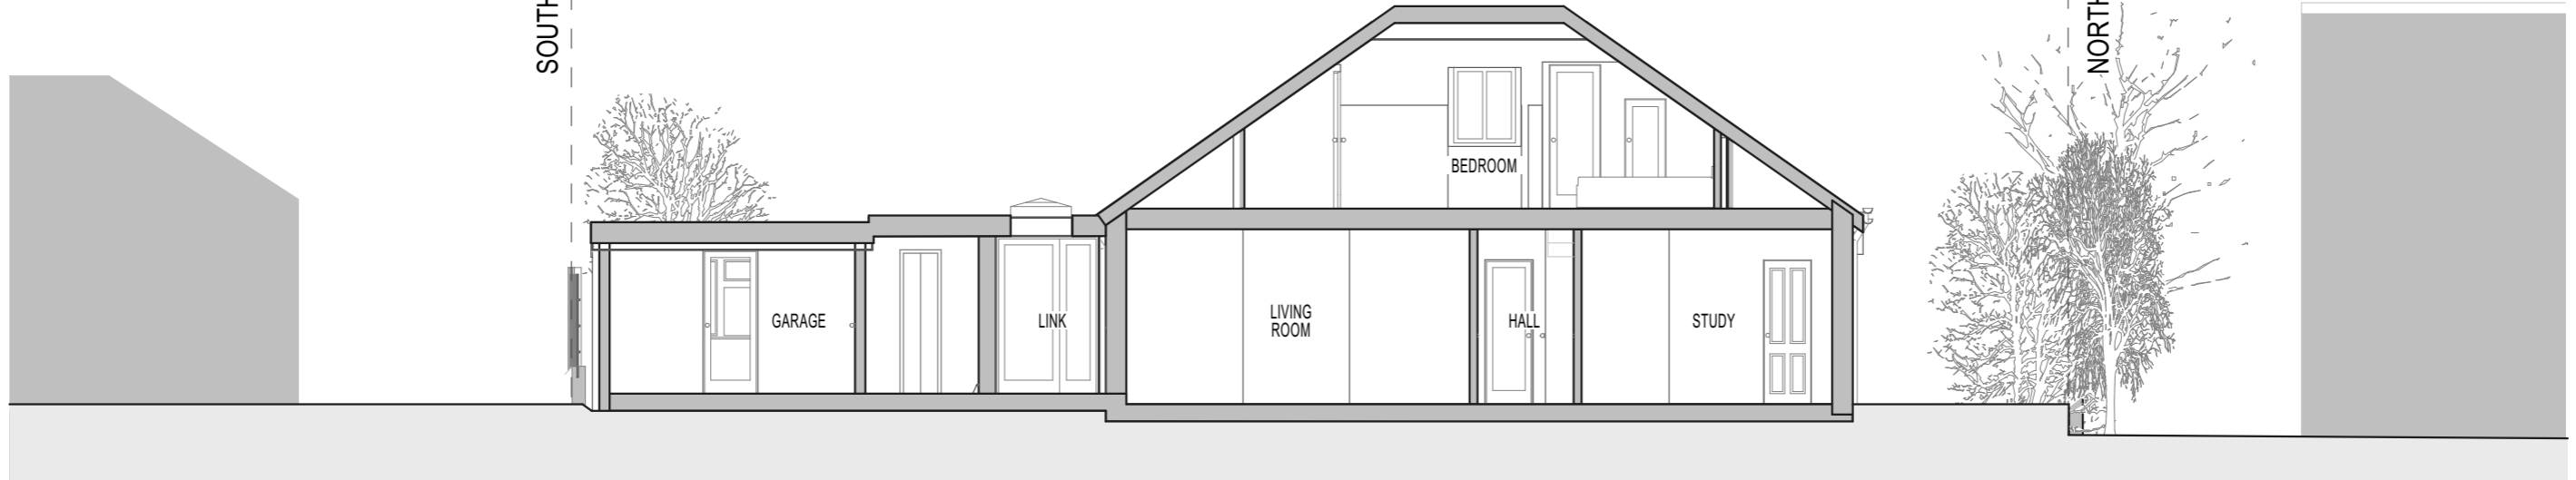 SOUTH
NORTH
BEDROOM
GARAGE
LINK
LIVING
ROOM
HALL
STUDY